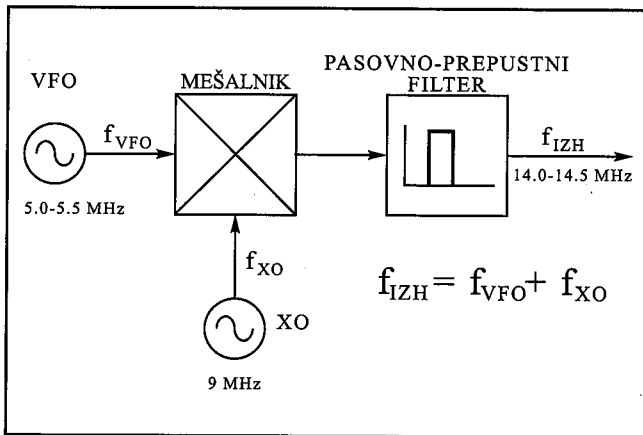 VFO
MEŠALNIK
PASOVNO-PREPUSTNI
FILTER
f_VFO
f_IZH
5.0-5.5 MHz
14.0-14.5 MHz
f_XO
f_IZH = f_VFO + f_XO
XO
9 MHz